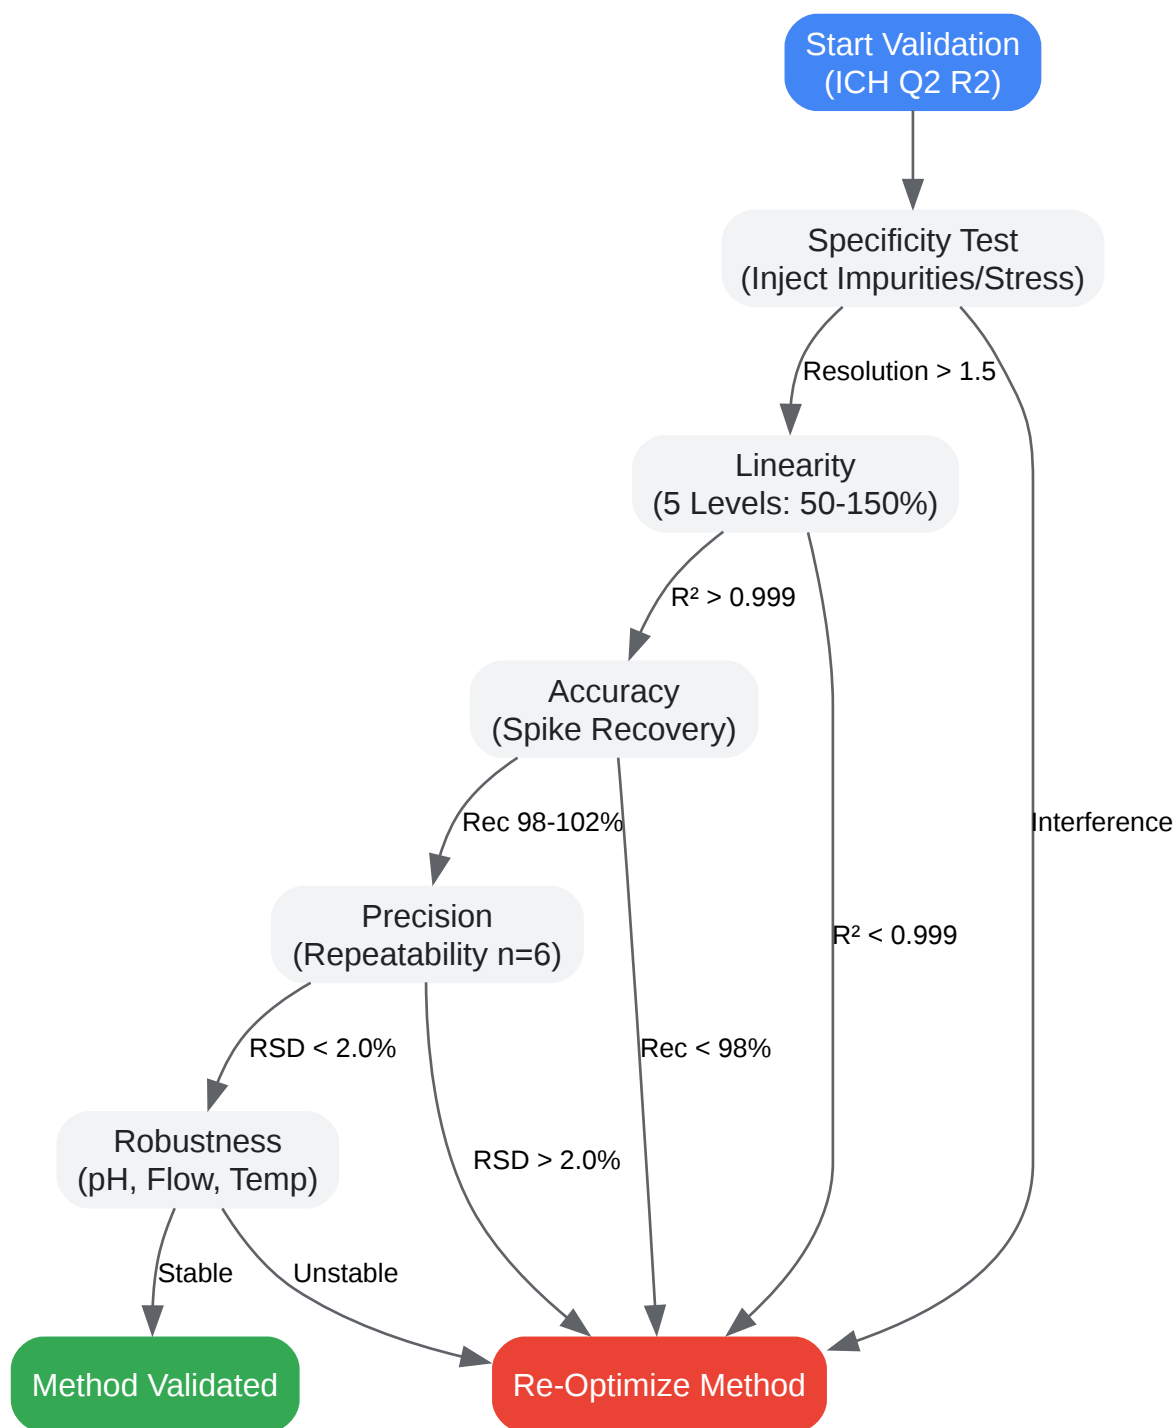 Start Validation
(ICH Q2 R2)
Specificity Test
(Inject Impurities/Stress)
Resolution > 1.5
Linearity
(5 Levels: 50-150%)
R² > 0.999
Accuracy
(Spike Recovery)
Rec 98-102%
Interference
Precision
(Repeatability n=6)
R² < 0.999
RSD < 2.0%
Rec < 98%
Robustness
(pH, Flow, Temp)
RSD > 2.0%
Stable
Unstable
Method Validated
Re-Optimize Method